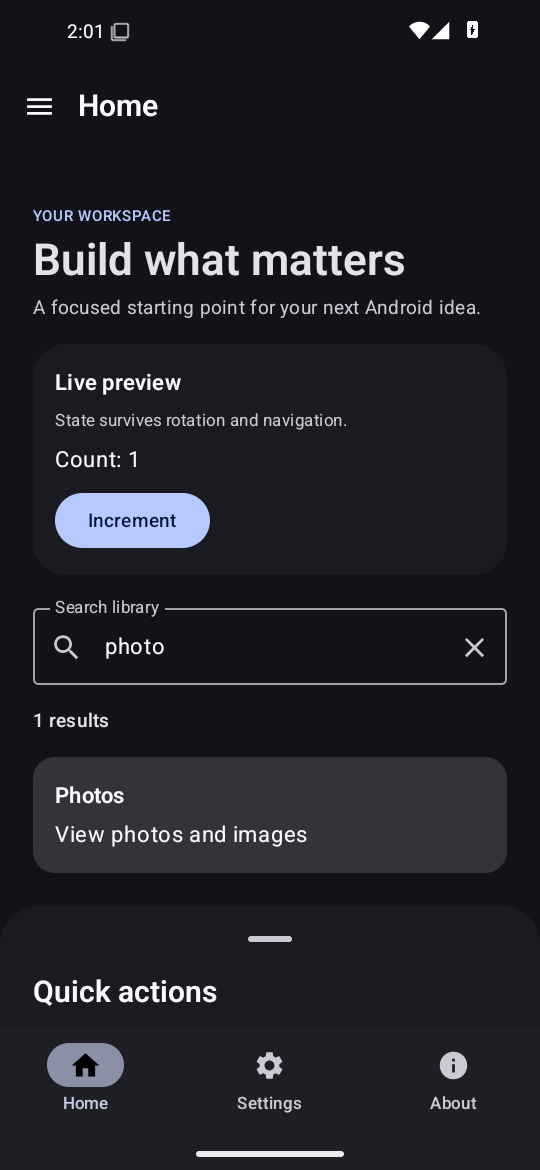 2:01
Home
YOUR WORKSPACE
Build what matters
A focused starting point for your next Android idea.
Live preview
State survives rotation and navigation.
Count: 1
Increment
Search library
photo
1 results
Photos
View photos and images
Quick actions
Home
Settings
About